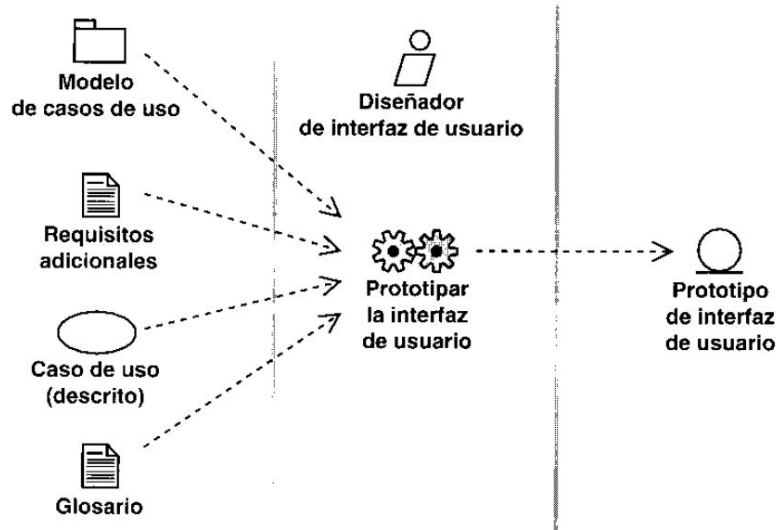 Modelo
de casos de uso
Requisitos
adicionales
Caso de uso
(descrito)
Glosario
Diseñador
de interfaz de usuario
Prototipar
la interfaz
de usuario
Prototipo
de interfaz
de usuario